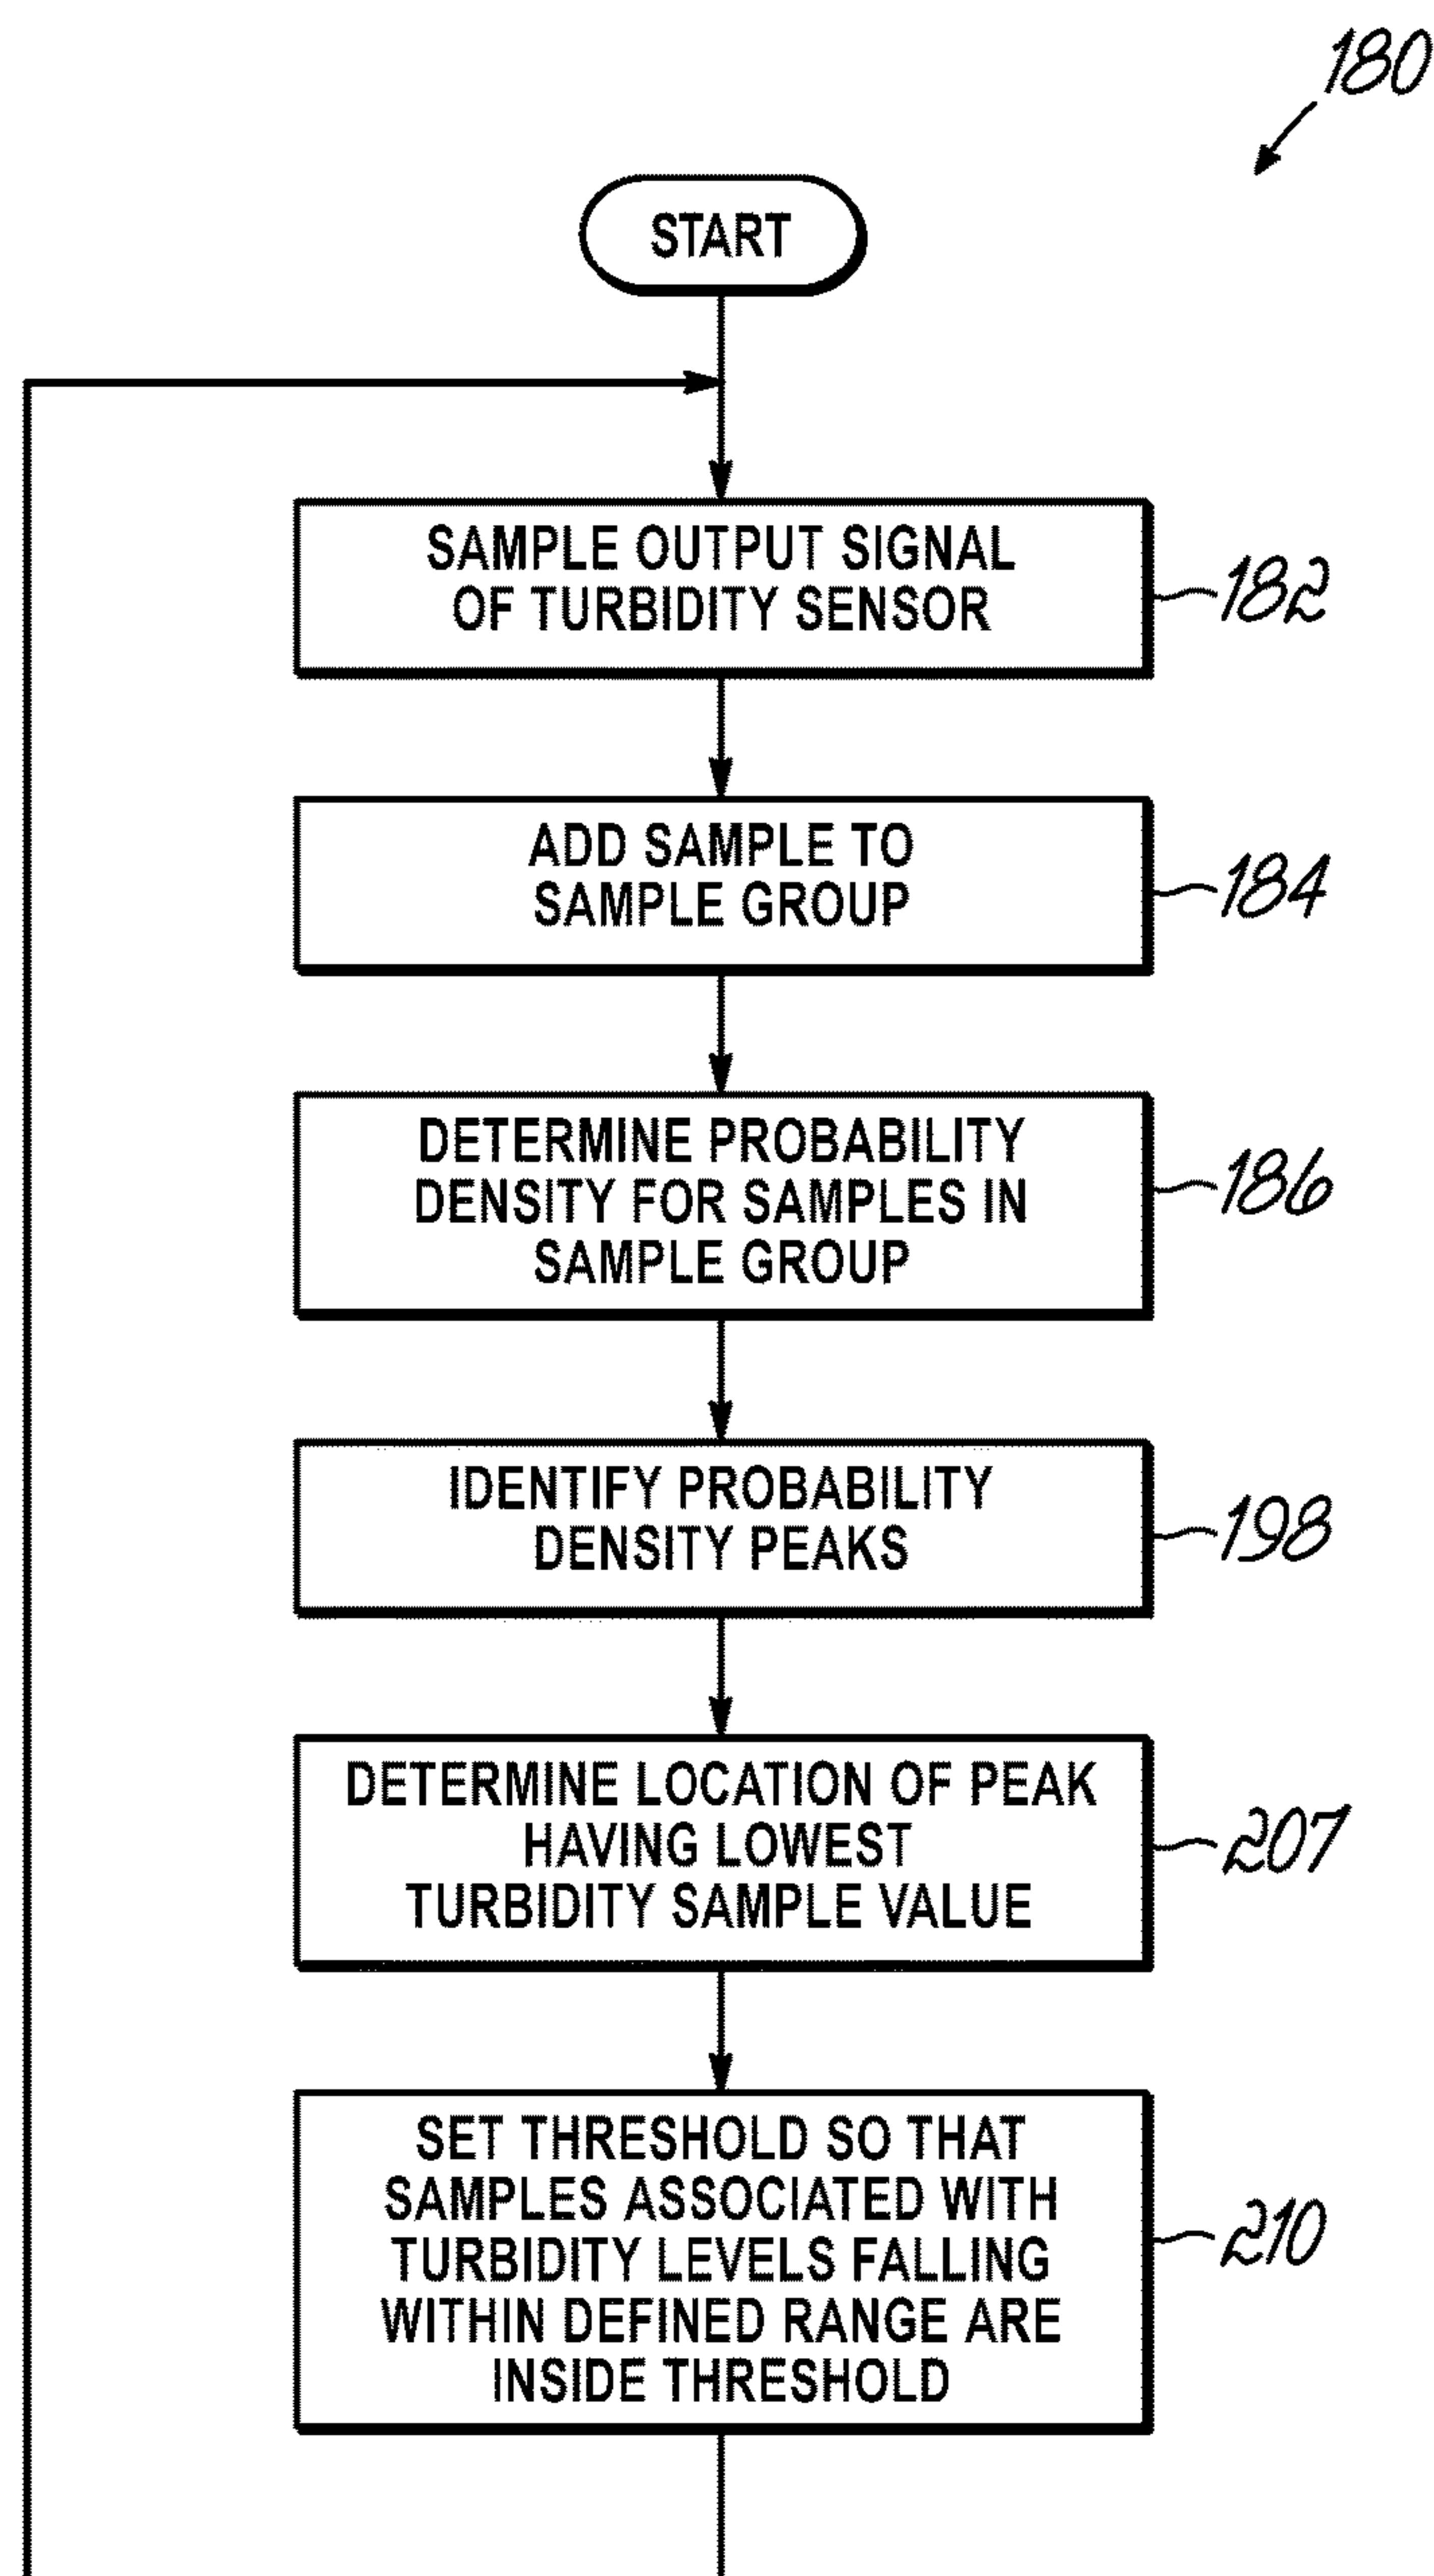 180
START
SAMPLE OUTPUT SIGNAL
OF TURBIDITY SENSOR
182
ADD SAMPLE TO
SAMPLE GROUP
184
DETERMINE PROBABILITY
DENSITY FOR SAMPLES IN
SAMPLE GROUP
186
IDENTIFY PROBABILITY
DENSITY PEAKS
198
DETERMINE LOCATION OF PEAK
HAVING LOWEST
TURBIDITY SAMPLE VALUE
207
SET THRESHOLD SO THAT
SAMPLES ASSOCIATED WITH
TURBIDITY LEVELS FALLING
WITHIN DEFINED RANGE ARE
INSIDE THRESHOLD
210